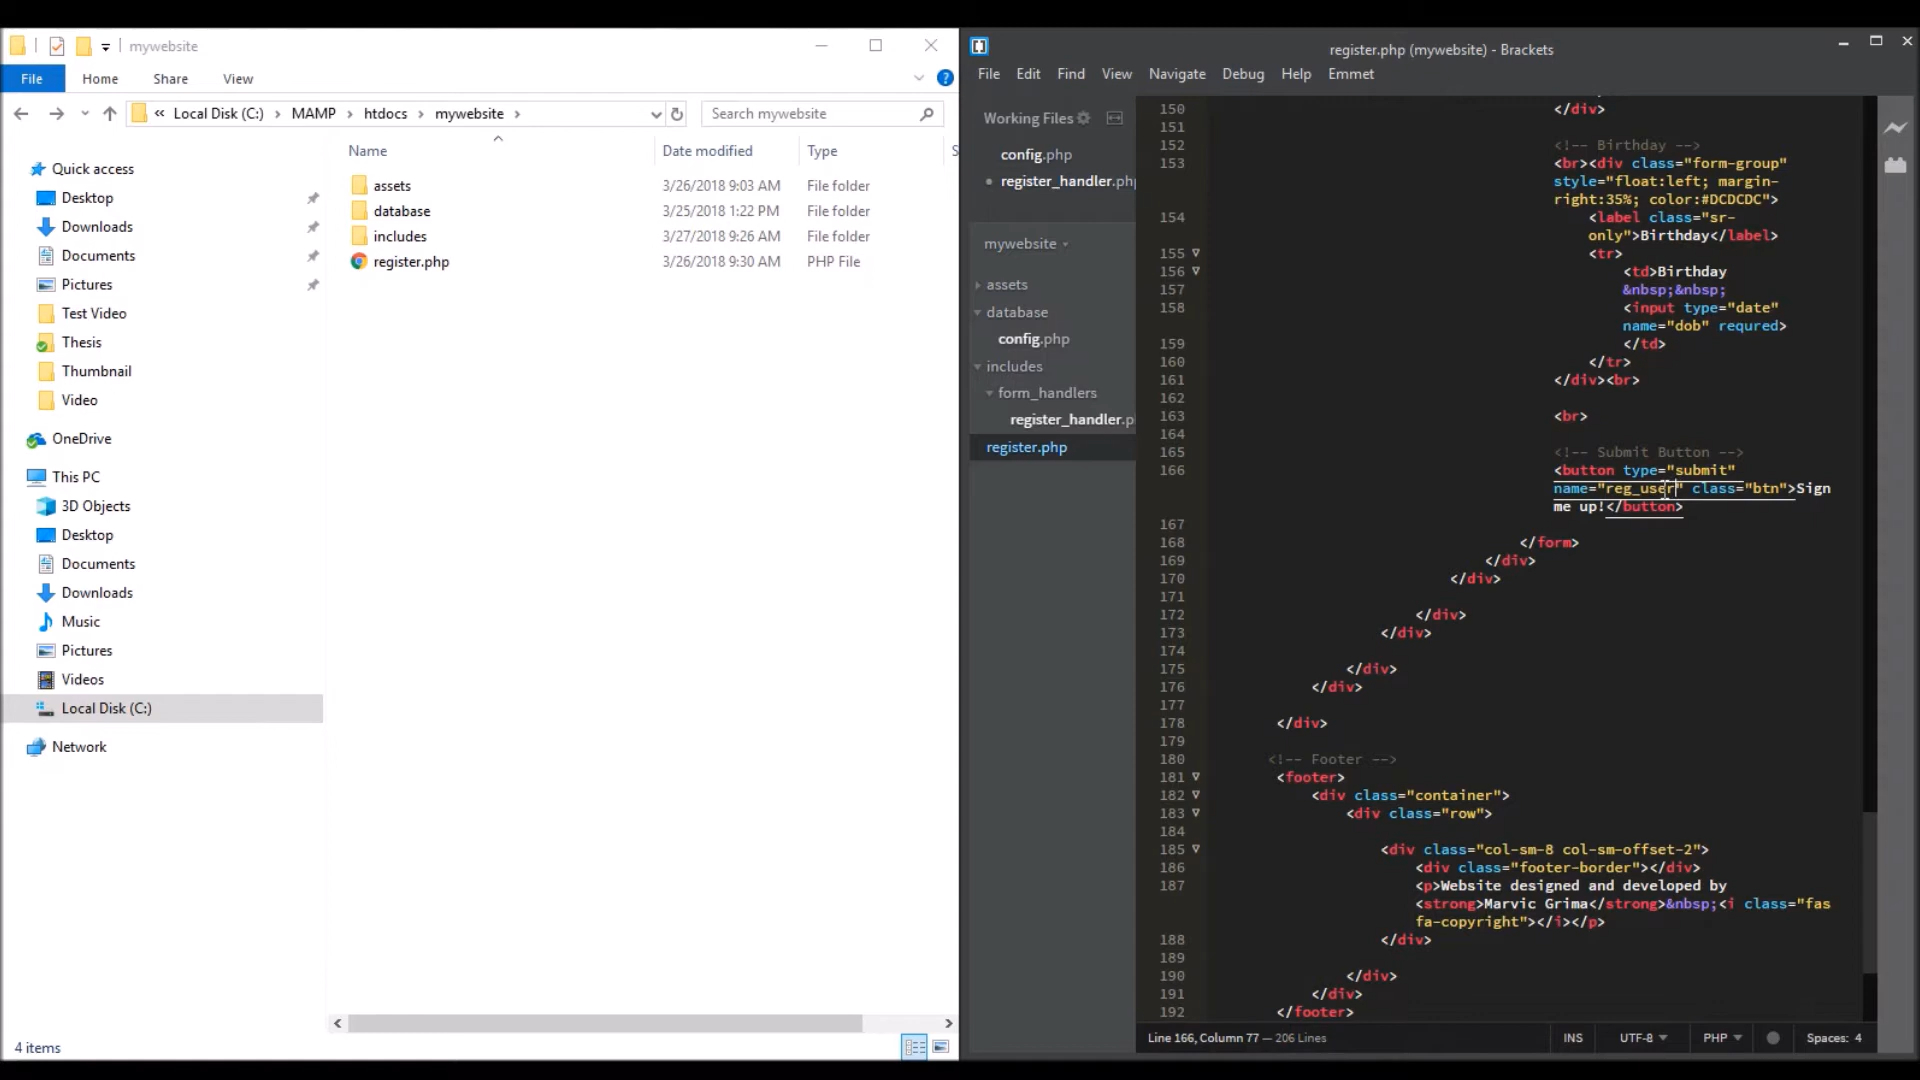 mywebsite
File Home Share View
« Local Disk (C:) › MAMP › htdocs › mywebsite ›
Search mywebsite
Name Date modified Type S
Quick access
Desktop
Downloads
Documents
Pictures
Test Video
Thesis
Thumbnail
Video
OneDrive
This PC
3D Objects
Desktop
Documents
Downloads
Music
Pictures
Videos
Local Disk (C:)
Network
assets 3/26/2018 9:03 AM File folder
database 3/25/2018 1:22 PM File folder
includes 3/27/2018 9:26 AM File folder
register.php 3/26/2018 9:30 AM PHP File
4 items
register.php (mywebsite) - Brackets
File Edit Find View Navigate Debug Help Emmet
Working Files
config.php
register_handler.php
mywebsite
assets
database
config.php
includes
form_handlers
register_handler.p
register.php
150 </div>
151
152 <!-- Birthday -->
153 <br><div class="form-group"
style="float:left; margin-
right:35%; color:#DCDCDC">
154 <label class="sr-
only">Birthday</label>
155 <tr>
156 <td>Birthday
157 &nbsp;&nbsp;
158 <input type="date"
name="dob" requred>
159 </td>
160 </tr>
161 </div><br>
162
163 <br>
164
165 <!-- Submit Button -->
166 <button type="submit"
name="reg_user" class="btn">Sign
me up!</button>
167
168 </form>
169 </div>
170 </div>
171
172 </div>
173 </div>
174
175 </div>
176 </div>
177
178 </div>
179
180 <!-- Footer -->
181 <footer>
182 <div class="container">
183 <div class="row">
184
185 <div class="col-sm-8 col-sm-offset-2">
186 <div class="footer-border"></div>
187 <p>Website designed and developed by
<strong>Marvic Grima</strong>&nbsp;<i class="fas
fa-copyright"></i></p>
188 </div>
189
190 </div>
191 </div>
192 </footer>
Line 166, Column 77 — 206 Lines
INS UTF-8 PHP Spaces: 4